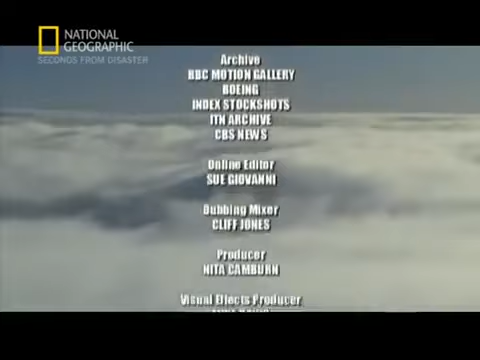 NATIONAL
GEOGRAPHIC
SECONDS FROM DISASTER
Archive
BBC MOTION GALLERY
BOEING
INDEX STOCKSHOTS
ITN ARCHIVE
CBS NEWS
Online Editor
SUE GIOVANNI
Dubbing Mixer
CLIFF JONES
Producer
NITA CAMBURN
Visual Effects Producer